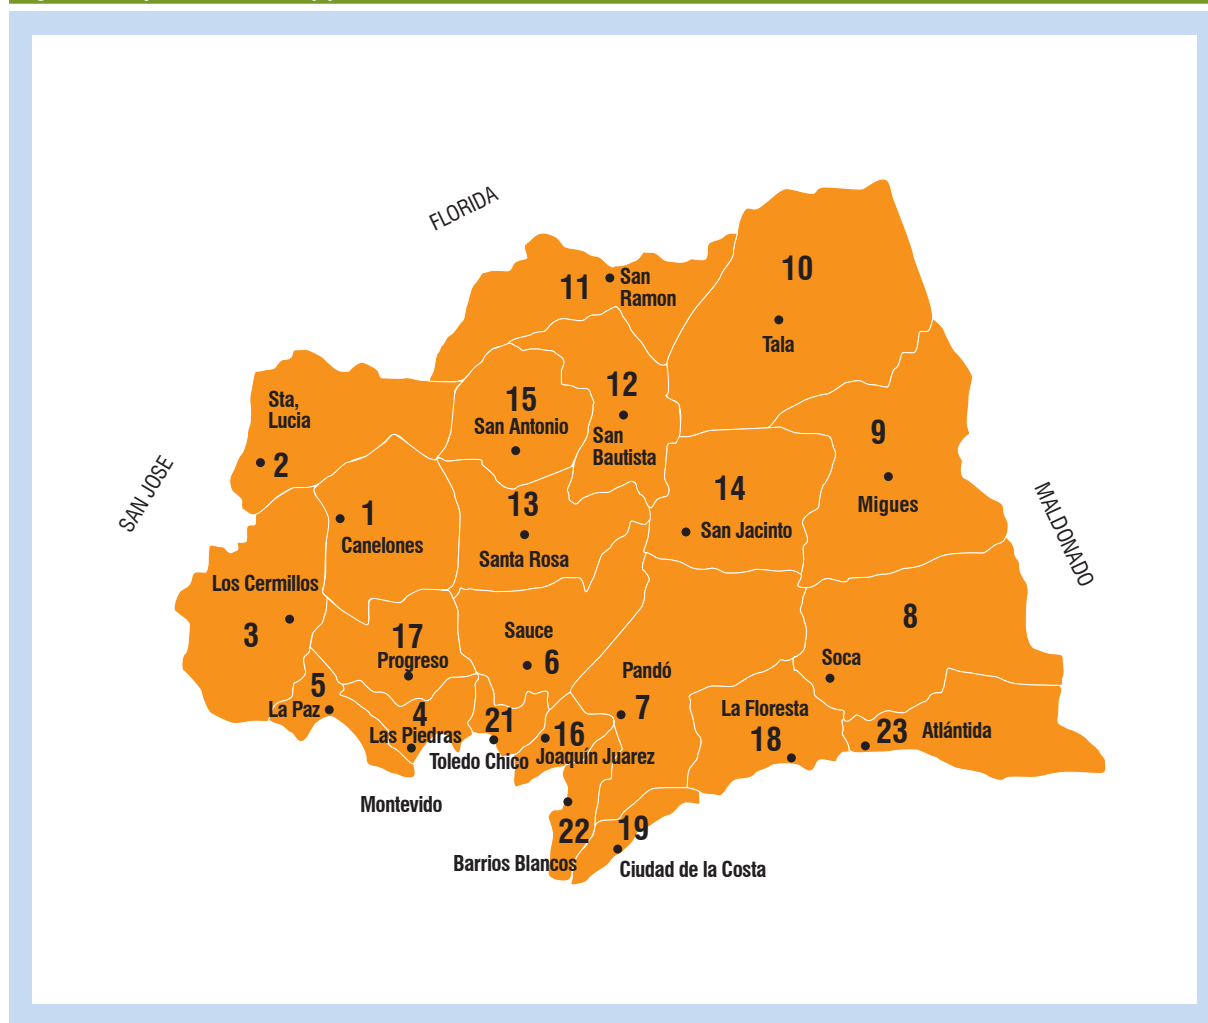 FLORIDA
10
11
San
Ramon
Tala
12
15
San Antonio
Sta,
Lucia
2
San
Bautista
9
Migues
SAN JOSE
14
San Jacinto
MALDONADO
1
Canelones
13
Santa Rosa
Los Cermillos
3
17
Progreso
Sauce
6
8
Soca
Pandó
7
5
La Paz
4
Las Piedras
21
Toledo Chico
16
Joaquín Juarez
La Floresta
18
23
Atlántida
Montevido
22
Barrios Blancos
19
Ciudad de la Costa